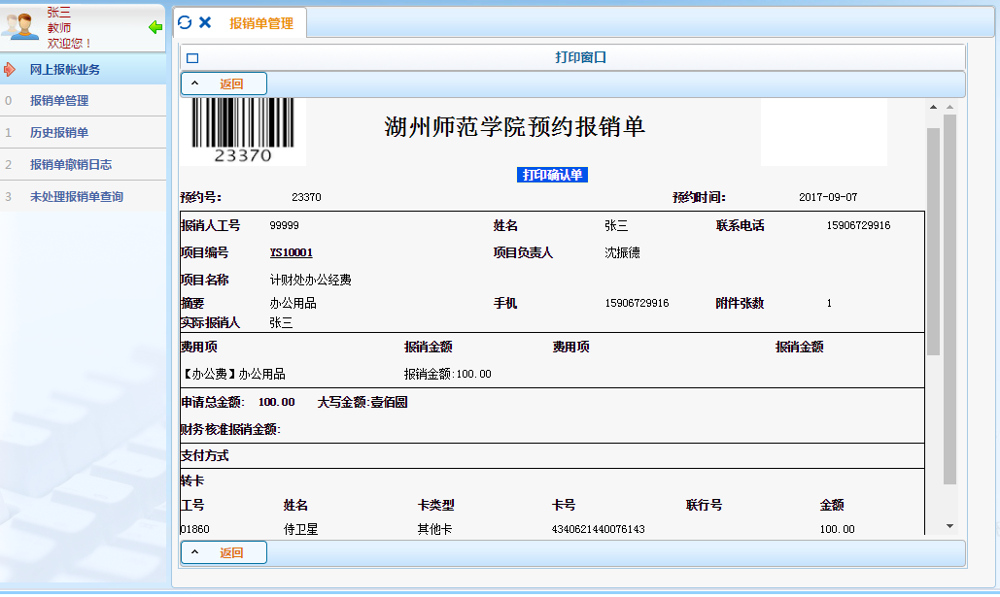 张三
教师
欢迎您！
网上报帐业务
0 报销单管理
1 历史报销单
2 报销单撤销日志
3 未处理报销单查询
报销单管理
打印窗口
返回
23370
湖州师范学院预约报销单
打印确认单
预约号： 23370 预约时间： 2017-09-07
报销人工号 99999 姓名 张三 联系电话 15906729916
项目编号 YS10001 项目负责人 沈振德
项目名称 计财处办公经费
摘要 办公用品 手机 15906729916 附件张数 1
实际报销人 张三
费用项 报销金额 费用项 报销金额
【办公费】办公用品 报销金额:100.00
申请总金额: 100.00 大写金额:壹佰圆
财务核准报销金额:
支付方式
转卡
工号 姓名 卡类型 卡号 联行号 金额
01860 侍卫星 其他卡 4340621440076143 100.00
返回